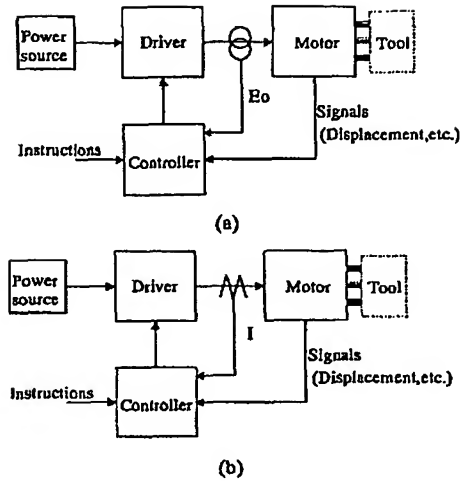 Power
source
Driver
Motor
Tool
Eo
Signals
(Displacement,etc.)
Instructions
Controller
(a)
Power
source
Driver
Motor
Tool
I
Signals
(Displacement,etc.)
Instructions
Controller
(b)